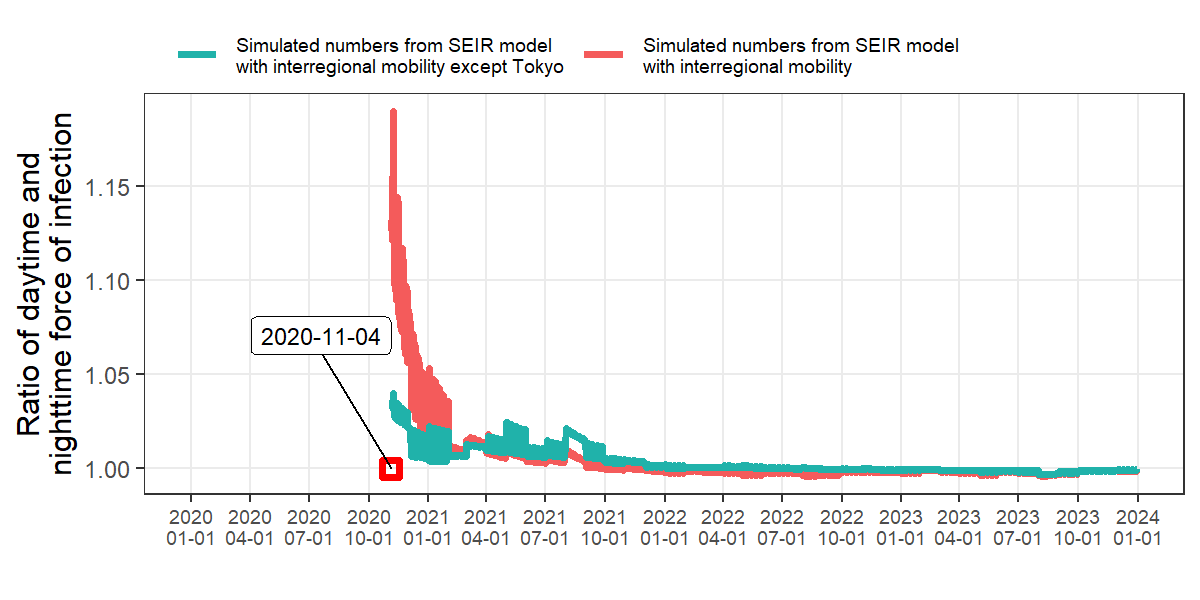 Simulated numbers from SEIR model
with interregional mobility except Tokyo
Simulated numbers from SEIR model
with interregional mobility
Ratio of daytime and
nighttime force of infection
1.15
1.10
1.05
1.00
2020-11-04
2020 2020 2020 2020 2021 2021 2021 2021 2022 2022 2022 2022 2023 2023 2023 2023 2024
01-01 04-01 07-01 10-01 01-01 04-01 07-01 10-01 01-01 04-01 07-01 10-01 01-01 04-01 07-01 10-01 01-01